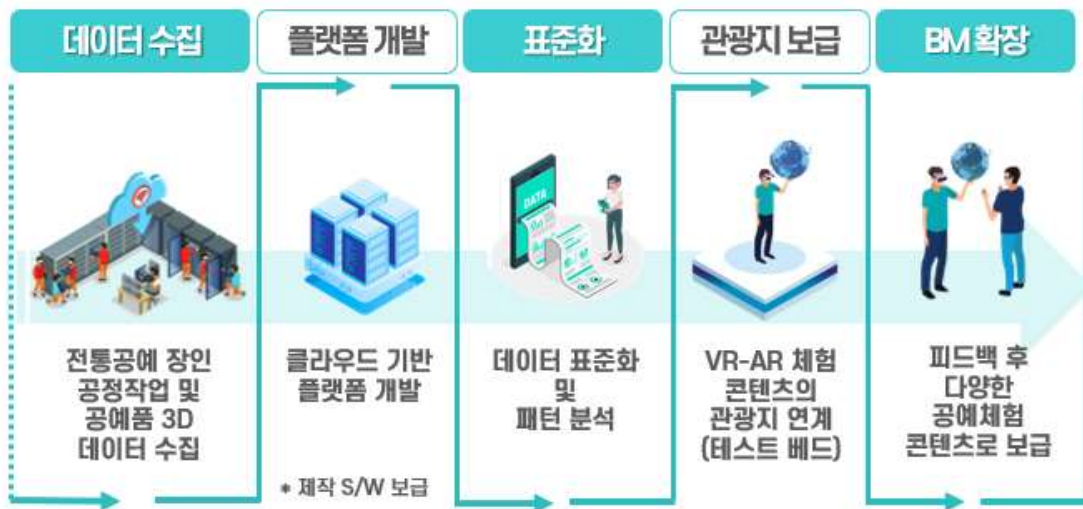 데이터 수집
플랫폼 개발
표준화
관광지 보급
BM 확장
DATA
전통공예 장인
공정작업 및
공예품 3D
데이터 수집
클라우드 기반
플랫폼 개발
* 제작 S/W 보급
데이터 표준화
및
패턴 분석
VR-AR 체험
콘텐츠의
관광지 연계
(테스트 베드)
피드백 후
다양한
공예체험
콘텐츠로 보급